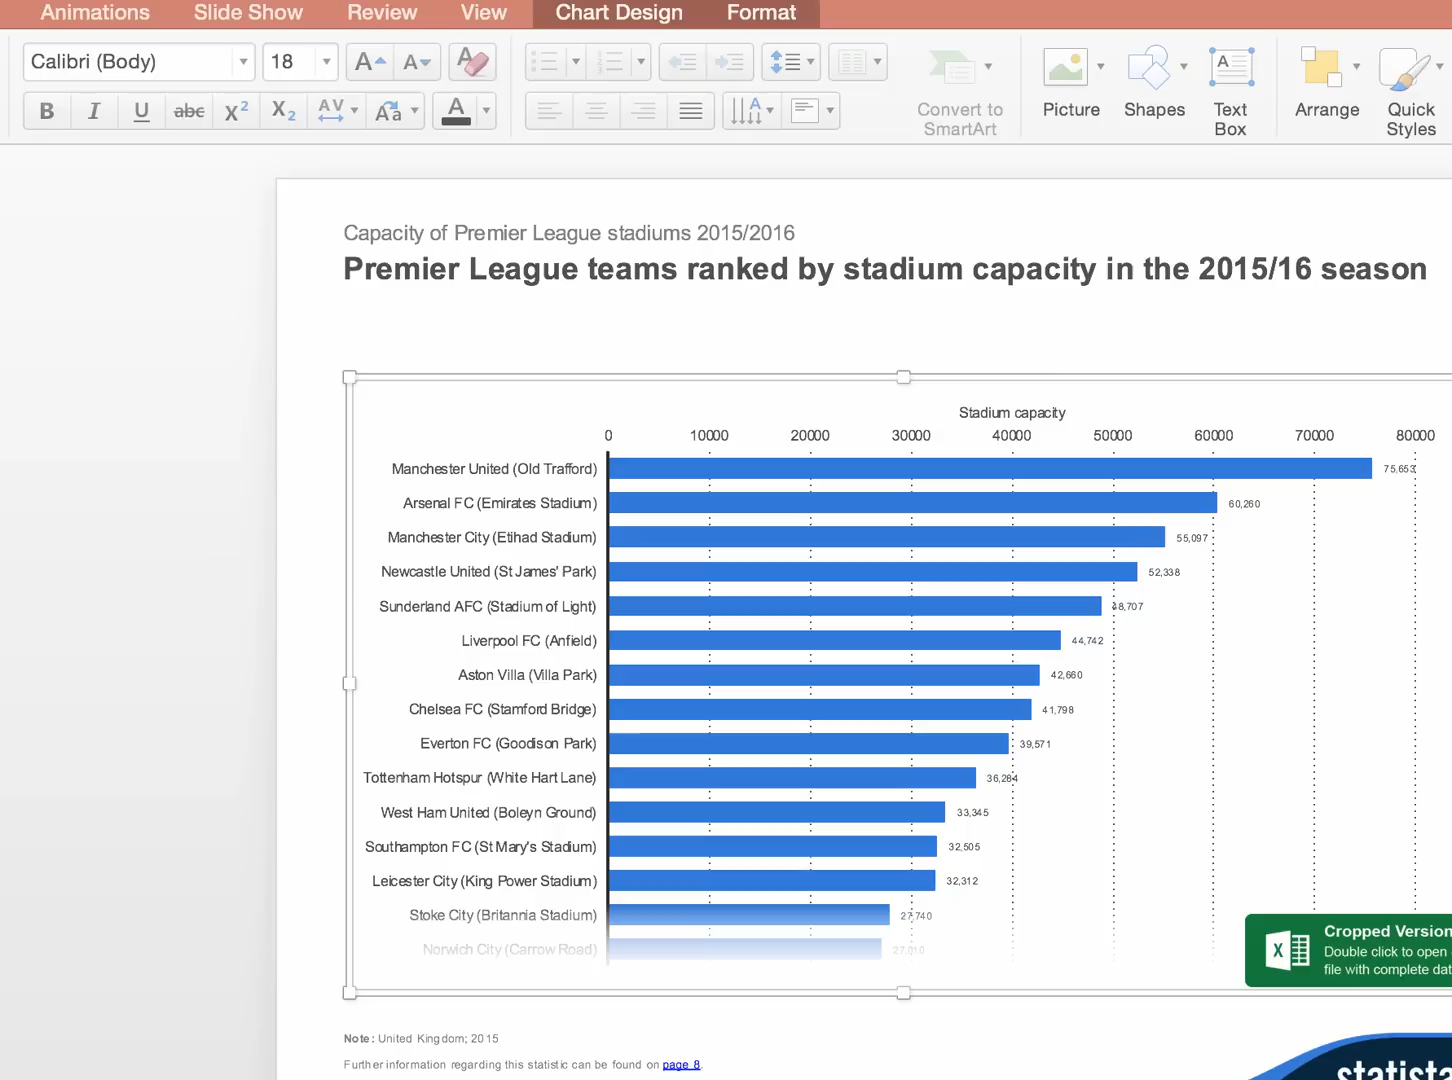 Animations Slide Show Review View Chart Design Format
Calibri (Body) 18 A A A
B I U abc X2 X2 AV Aa A
A A
Convert to
SmartArt
Picture Shapes Text
Box
Arrange Quick
Styles
Capacity of Premier League stadiums 2015/2016
Premier League teams ranked by stadium capacity in the 2015/16 season
Stadium capacity
0 10000 20000 30000 40000 50000 60000 70000 80000
Manchester United (Old Trafford) 75,653
Arsenal FC (Emirates Stadium) 60,260
Manchester City (Etihad Stadium) 55,097
Newcastle United (St James' Park) 52,338
Sunderland AFC (Stadium of Light) 48,707
Liverpool FC (Anfield) 44,742
Aston Villa (Villa Park) 42,660
Chelsea FC (Stamford Bridge) 41,798
Everton FC (Goodison Park) 39,571
Tottenham Hotspur (White Hart Lane) 36,284
West Ham United (Boleyn Ground) 33,345
Southampton FC (St Mary's Stadium) 32,505
Leicester City (King Power Stadium) 32,312
Stoke City (Britannia Stadium) 27,740
Norwich City (Carrow Road) 27,010
X
Cropped Version
Double click to open
file with complete dat
Note: United Kingdom; 2015
Further information regarding this statistic can be found on page 8.
statista